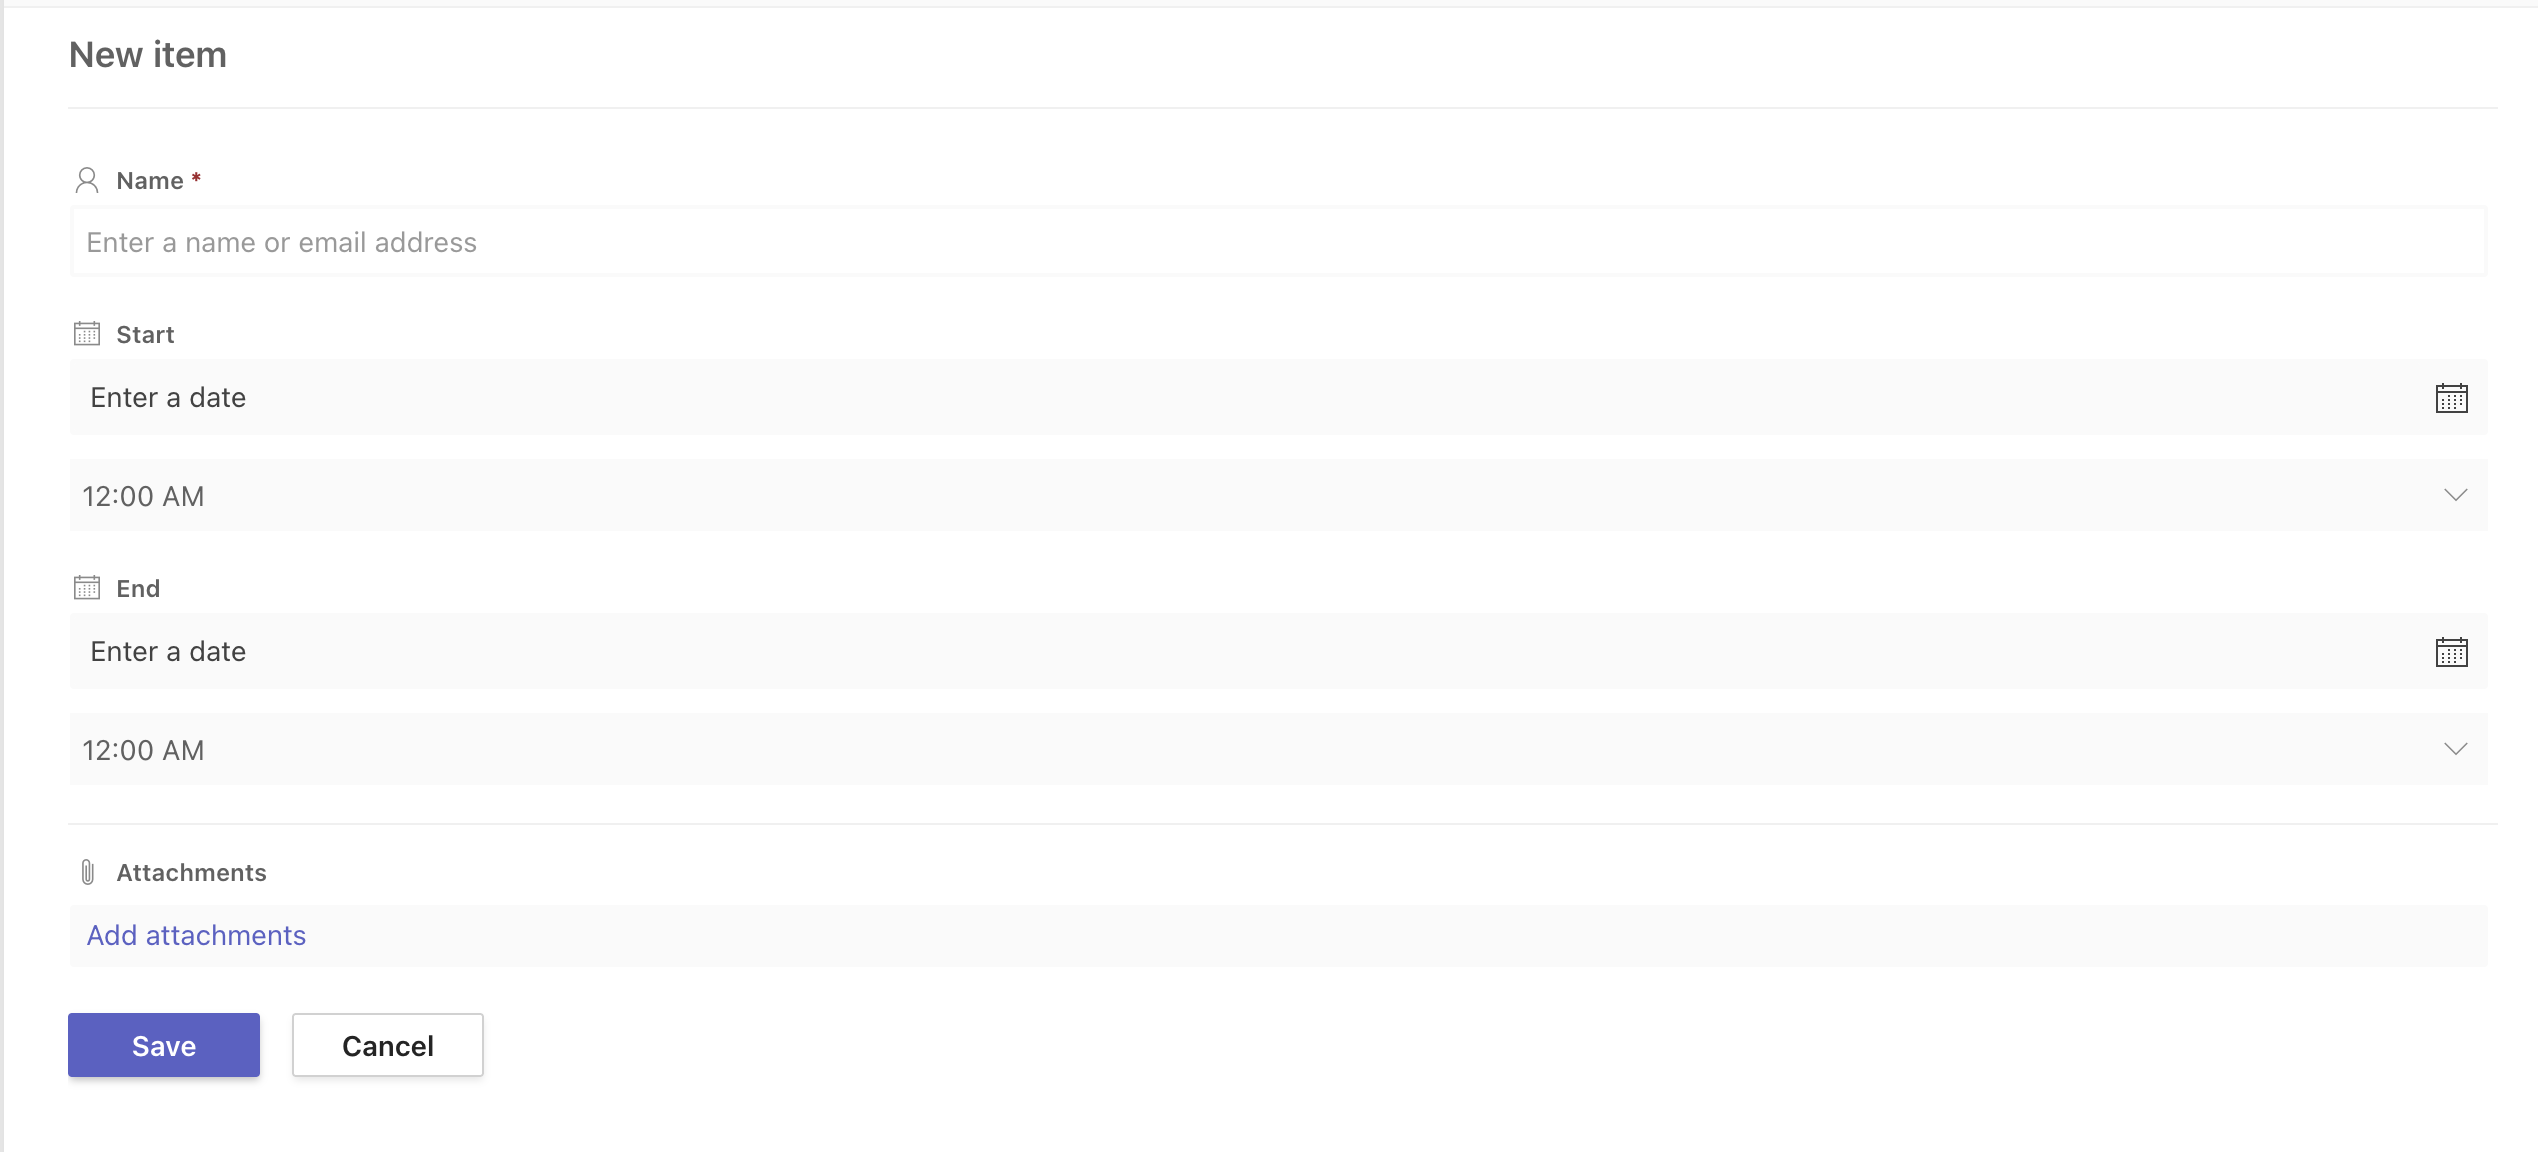 New item
Name *
Enter a name or email address
Start
Enter a date
12:00 AM
End
Enter a date
12:00 AM
Attachments
Add attachments
Save
Cancel